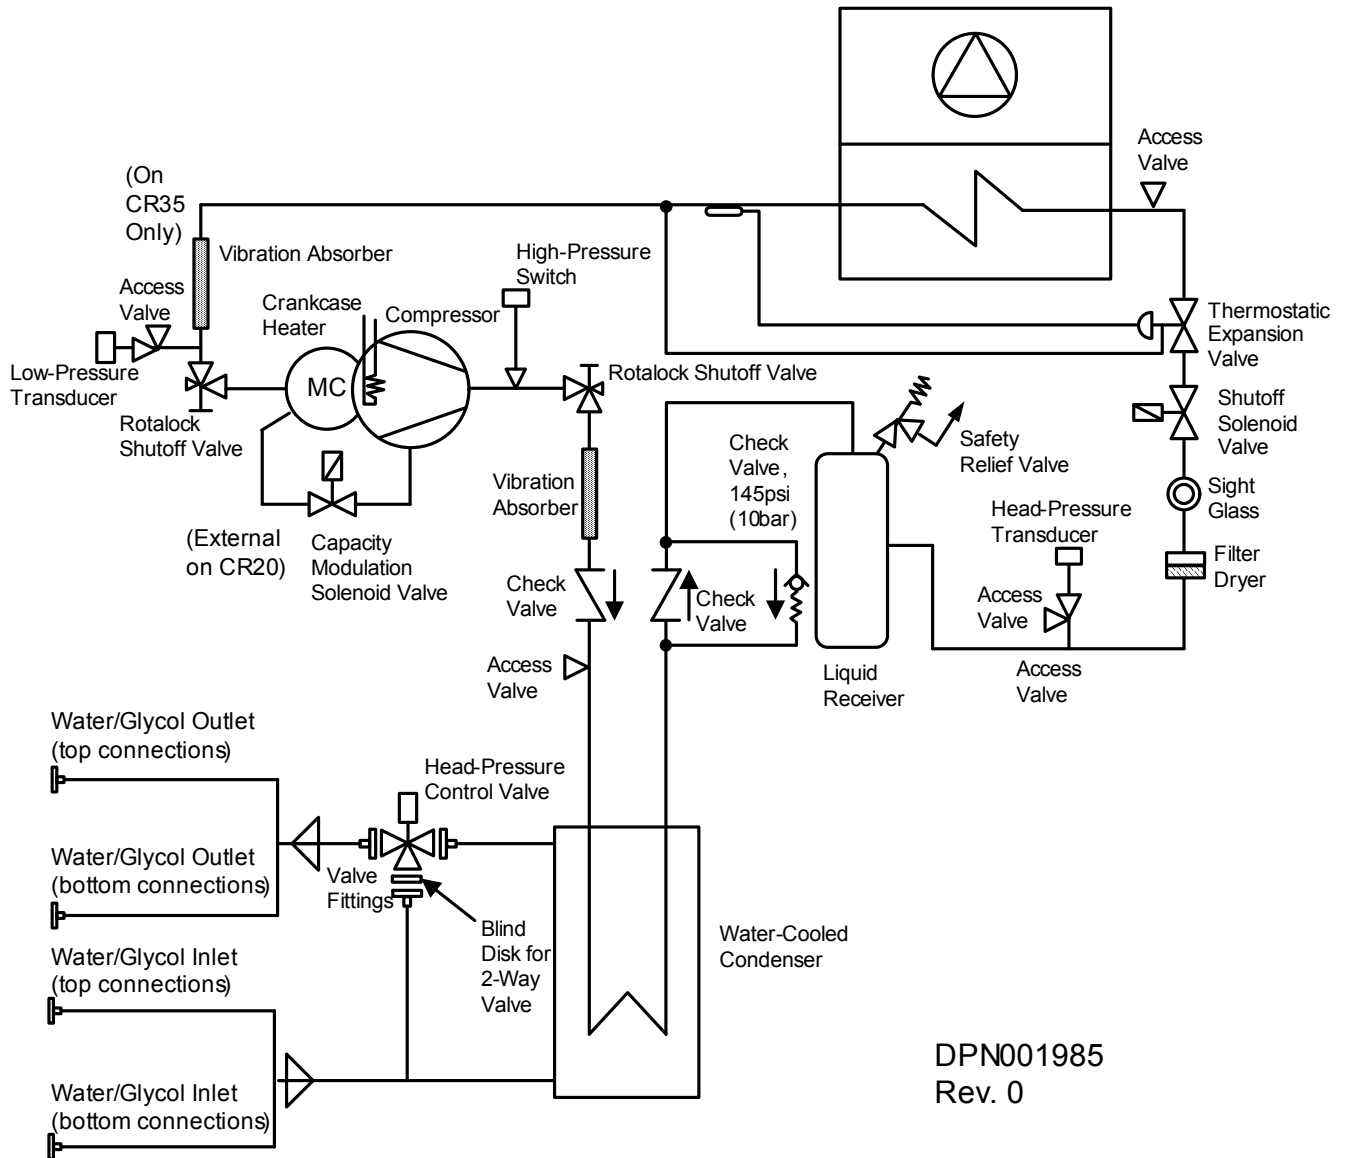 Access
Valve
(On
CR35
Only)
Vibration Absorber
High-Pressure
Switch
Access
Valve
Crankcase
Heater
Compressor
Thermostatic
Expansion
Valve
MC
Low-Pressure
Transducer
Rotalock Shutoff Valve
Rotalock
Shutoff Valve
Shutoff
Solenoid
Valve
Check
Valve,
145psi
(10bar)
Safety
Relief Valve
Vibration
Absorber
Sight
Glass
Head-Pressure
Transducer
(External
on CR20)
Capacity
Modulation
Solenoid Valve
Filter
Dryer
Check
Valve
Check
Valve
Access
Valve
Access
Valve
Liquid
Receiver
Access
Valve
Water/Glycol Outlet
(top connections)
Head-Pressure
Control Valve
Water/Glycol Outlet
(bottom connections)
Valve
Fittings
Blind
Disk for
2-Way
Valve
Water-Cooled
Condenser
Water/Glycol Inlet
(top connections)
Water/Glycol Inlet
(bottom connections)
DPN001985
Rev. 0